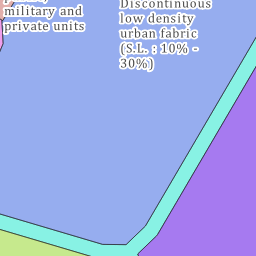 military and
private units
Discontinuous
low density
urban fabric
(S.L. : 10% -
30%)